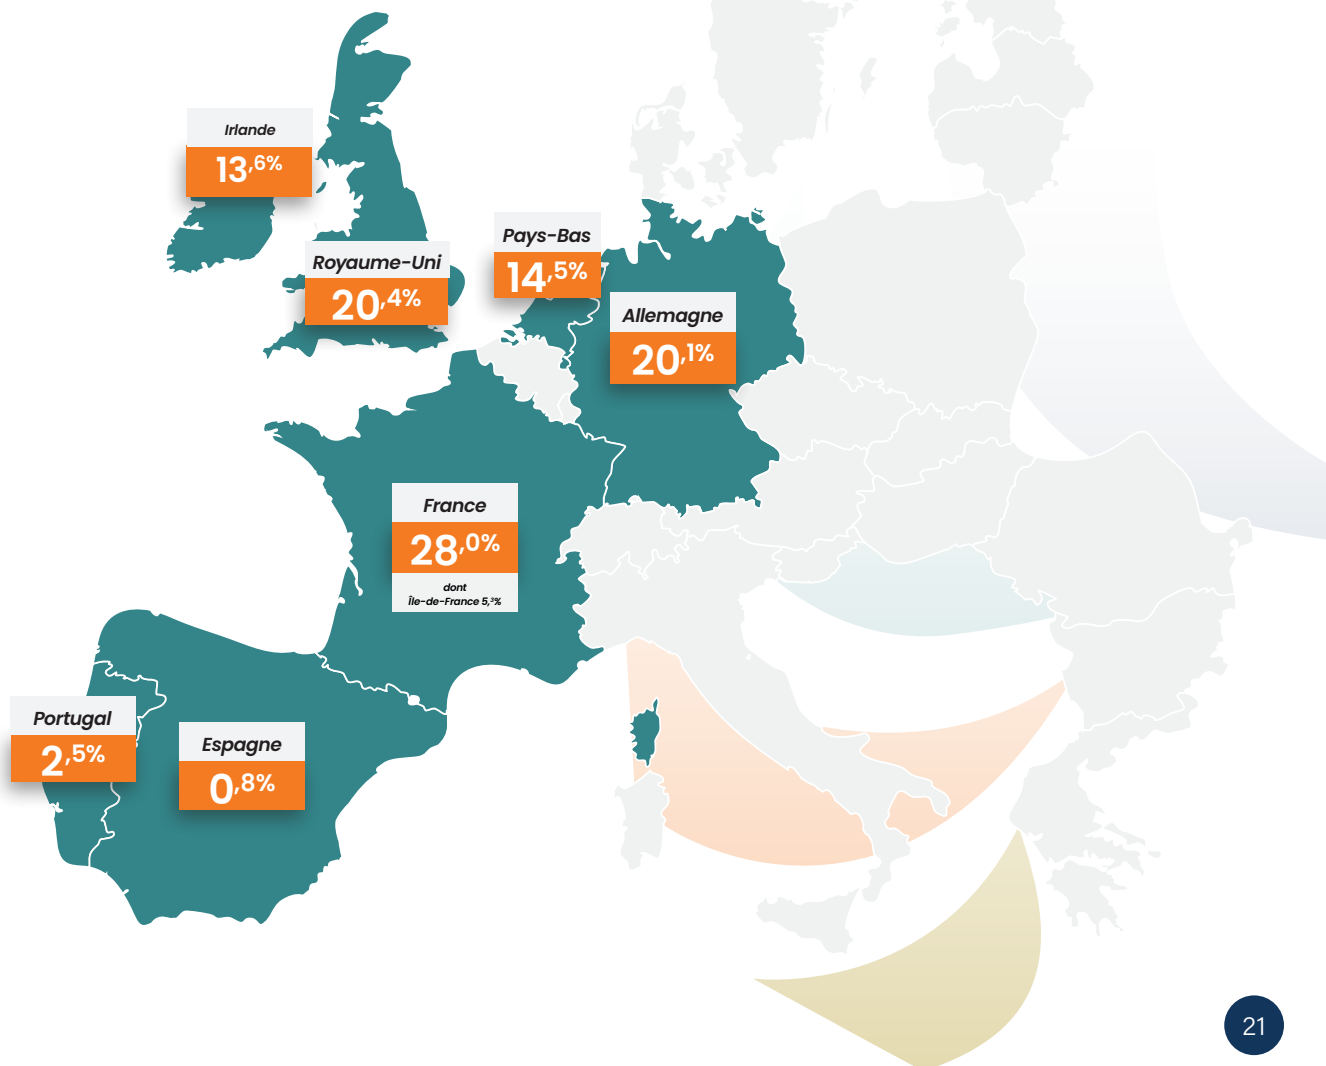 Irlande
13,6%
Royaume-Uni
20,4%
Pays-Bas
14,5%
Allemagne
20,1%
France
28,0%
dont
Île-de-France 5,3%
Portugal
2,5%
Espagne
0,8%
21